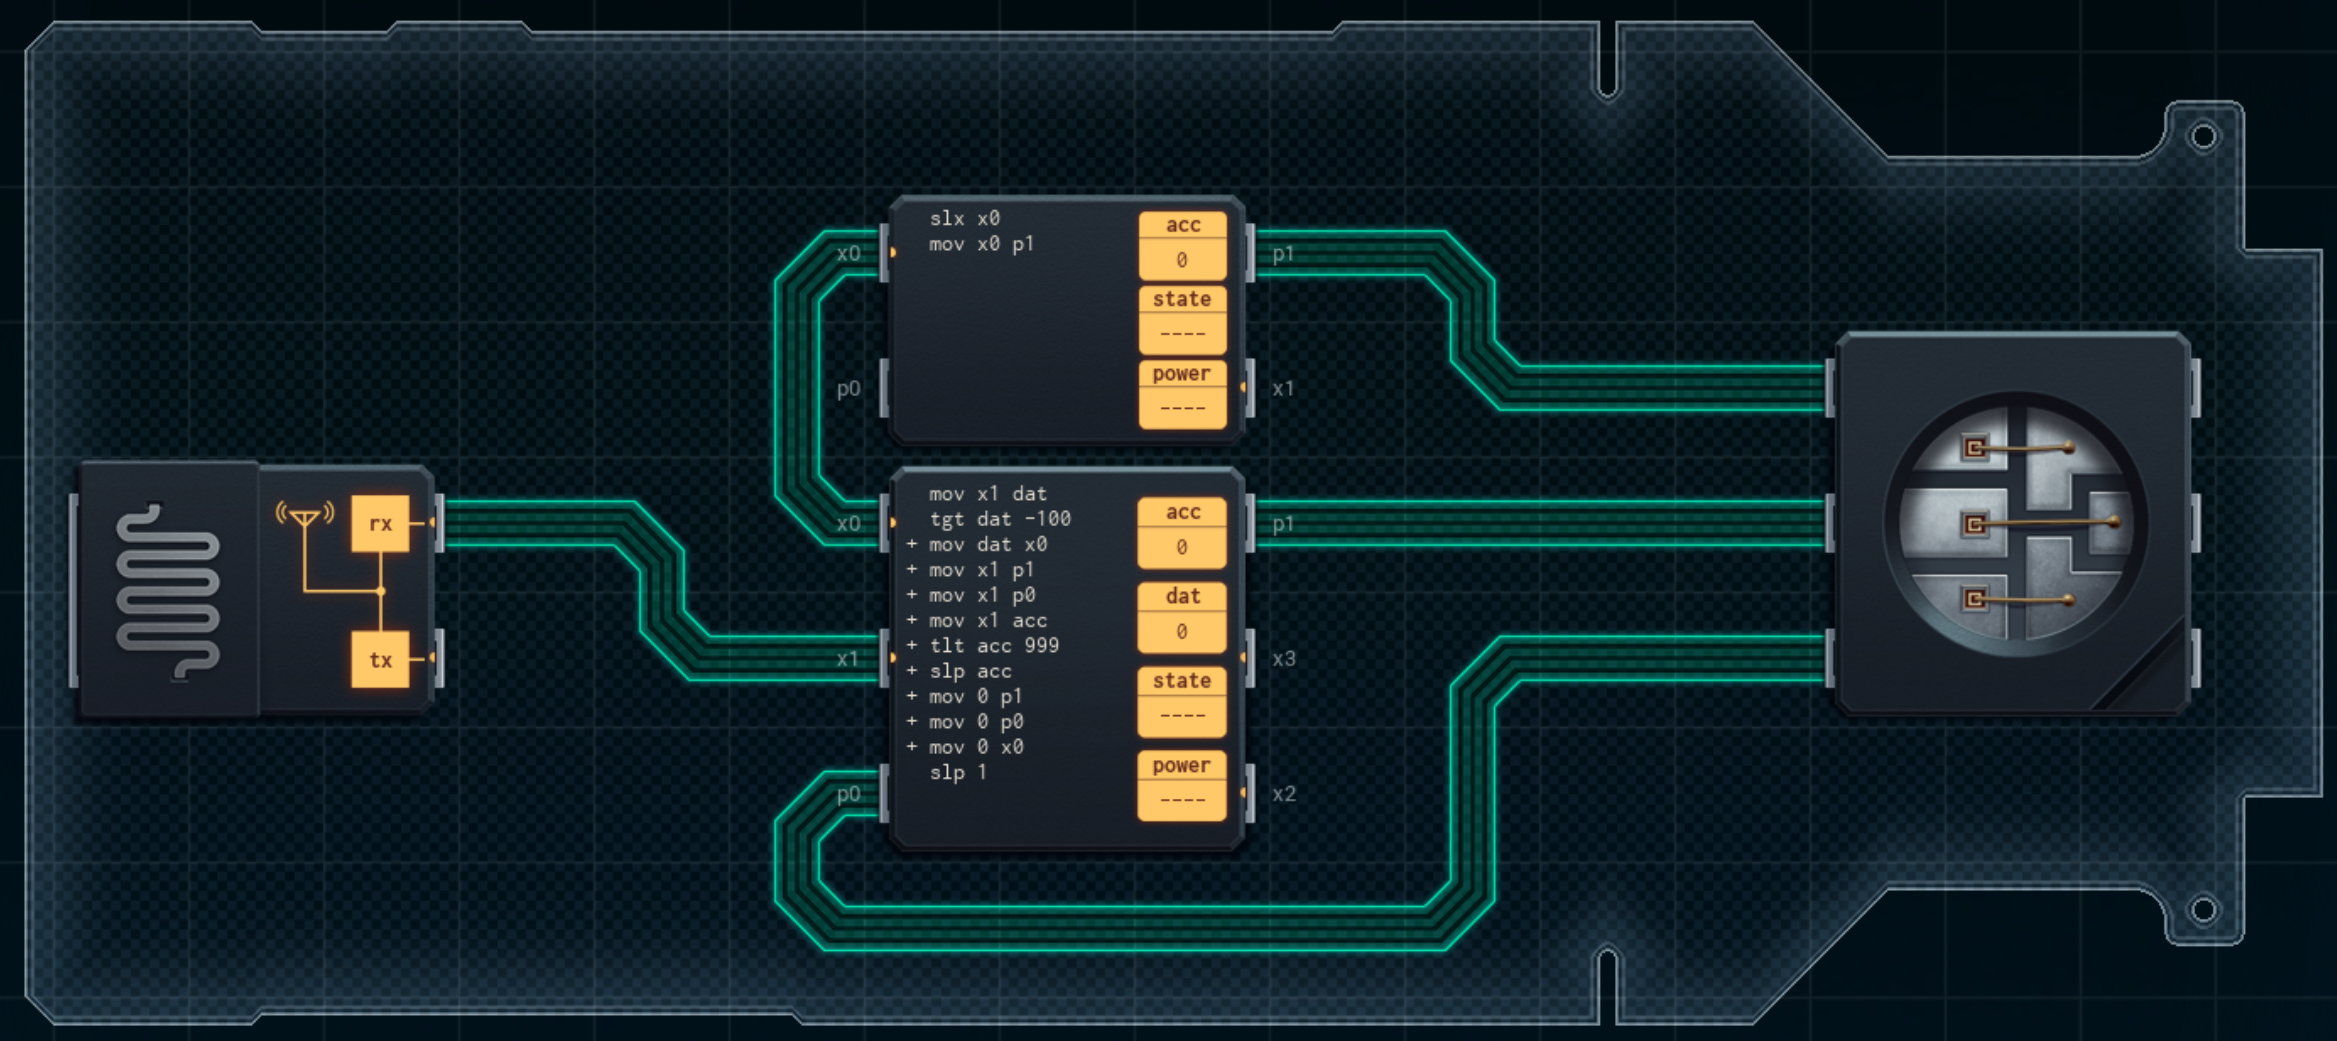 x0
p0
slx x0
mov x0 p1
acc
0
state
----
power
----
p1
x1
rx
tx
x0
x1
p0
mov x1 dat
tgt dat -100
+ mov dat x0
+ mov x1 p1
+ mov x1 p0
+ mov x1 acc
+ tlt acc 999
+ slp acc
+ mov 0 p1
+ mov 0 p0
+ mov 0 x0
slp 1
acc
0
dat
0
state
----
power
----
p1
x3
x2